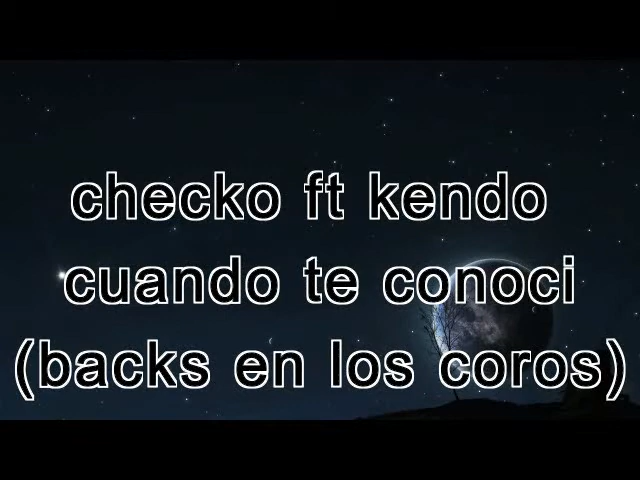 checko ft kendo
cuando te conoci
(backs en los coros)